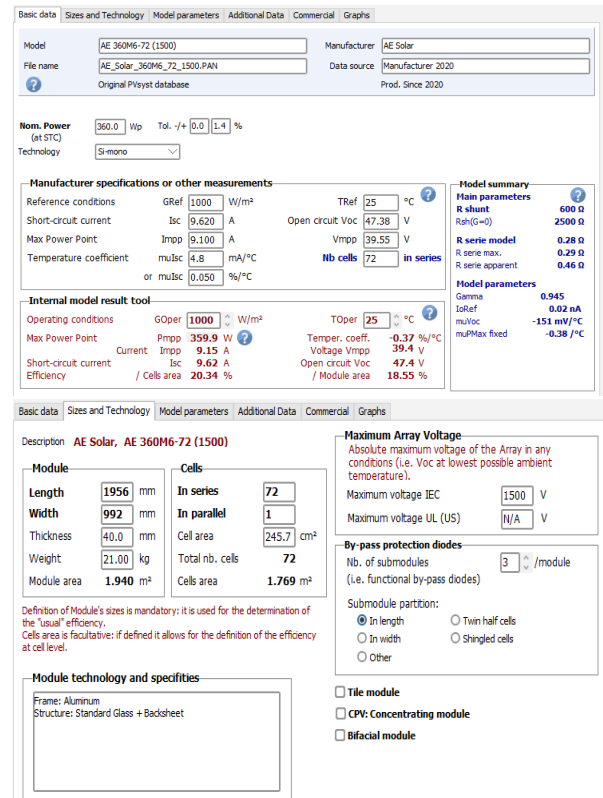 Basic data Sizes and Technology Model parameters Additional Data Commercial Graphs
Model AE 360M6-72 (1500) Manufacturer AE Solar
File name AE_Solar_360M6_72_1500.PAN Data source Manufacturer 2020
? Original PVsyst database Prod. Since 2020
Nom. Power 360.0 Wp Tol. -/+ 0.0 1.4 %
(at STC)
Technology Si-mono
Manufacturer specifications or other measurements
Reference conditions GRef 1000 W/m² TRef 25 °C ?
Short-circuit current Isc 9.620 A Open circuit Voc 47.38 V
Max Power Point Impp 9.100 A Vmpp 39.55 V
Temperature coefficient muIsc 4.8 mA/°C Nb cells 72 in series
or muIsc 0.050 %/°C
Internal model result tool
Operating conditions GOper 1000 W/m² TOper 25 °C ?
Max Power Point Pmpp 359.9 W ? Temper. coeff. -0.37 %/°C
Current Impp 9.15 A Voltage Vmpp 39.4 V
Short-circuit current Isc 9.62 A Open circuit Voc 47.4 V
Efficiency / Cells area 20.34 % / Module area 18.55 %
Model summary
Main parameters ?
R shunt 600 Ω
Rsh(G=0) 2500 Ω
R serie model 0.28 Ω
R serie max. 0.29 Ω
R serie apparent 0.46 Ω
Model parameters
Gamma 0.945
IoRef 0.02 nA
muVoc -151 mV/°C
muPMax fixed -0.38 /°C
Basic data Sizes and Technology Model parameters Additional Data Commercial Graphs
Description AE Solar, AE 360M6-72 (1500)
Module
Length 1956 mm
Width 992 mm
Thickness 40.0 mm
Weight 21.00 kg
Module area 1.940 m²
Cells
In series 72
In parallel 1
Cell area 245.7 cm²
Total nb. cells 72
Cells area 1.769 m²
Definition of Module's sizes is mandatory: it is used for the determination of
the "usual" effiency.
Cells area is facultative: if defined it allows for the definition of the efficiency
at cell level.
Module technology and specifities
Frame: Aluminum
Structure: Standard Glass + Backsheet
Maximum Array Voltage
Absolute maximum voltage of the Array in any
conditions (i.e. Voc at lowest possible ambient
temperature).
Maximum voltage IEC 1500 V
Maximum voltage UL (US) N/A V
By-pass protection diodes
Nb. of submodules 3 /module
(i.e. functional by-pass diodes)
Submodule partition:
In length Twin half cells
In width Shingled cells
Other
Tile module
CPV: Concentrating module
Bifacial module